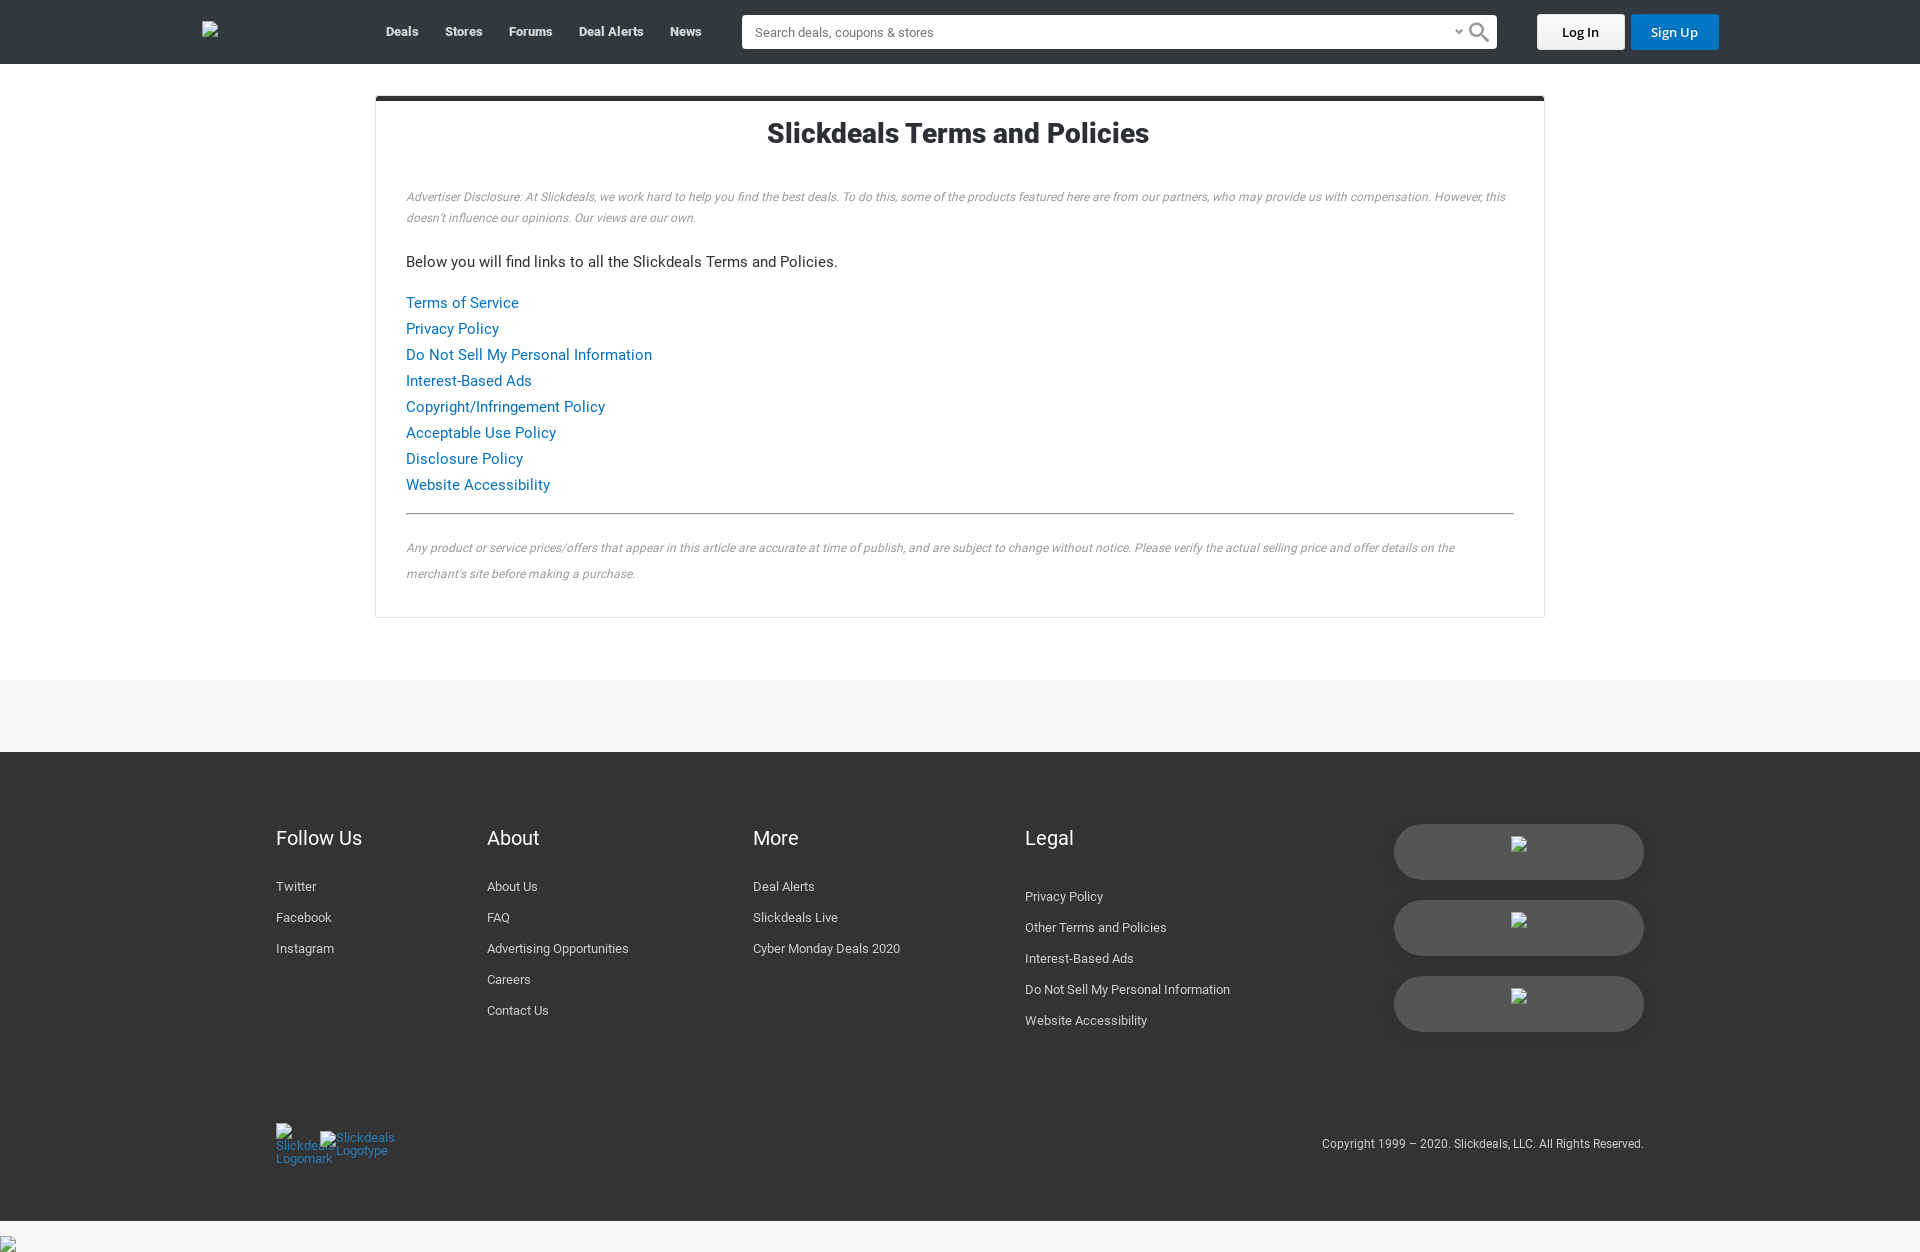 Deals Stores Forums Deal Alerts News Search deals, coupons & stores Log In Sign Up
Slickdeals Terms and Policies
Advertiser Disclosure: At Slickdeals, we work hard to help you find the best deals. To do this, some of the products featured here are from our partners, who may provide us with compensation. However, this
doesn't influence our opinions. Our views are our own.
Below you will find links to all the Slickdeals Terms and Policies.
Terms of Service
Privacy Policy
Do Not Sell My Personal Information
Interest-Based Ads
Copyright/Infringement Policy
Acceptable Use Policy
Disclosure Policy
Website Accessibility
Any product or service prices/offers that appear in this article are accurate at time of publish, and are subject to change without notice. Please verify the actual selling price and offer details on the
merchant's site before making a purchase.
Follow Us
Twitter
Facebook
Instagram
About
About Us
FAQ
Advertising Opportunities
Careers
Contact Us
More
Deal Alerts
Slickdeals Live
Cyber Monday Deals 2020
Legal
Privacy Policy
Other Terms and Policies
Interest-Based Ads
Do Not Sell My Personal Information
Website Accessibility
Slickdeals
Logomark
Slickdeals
Logotype
Copyright 1999 – 2020. Slickdeals, LLC. All Rights Reserved.